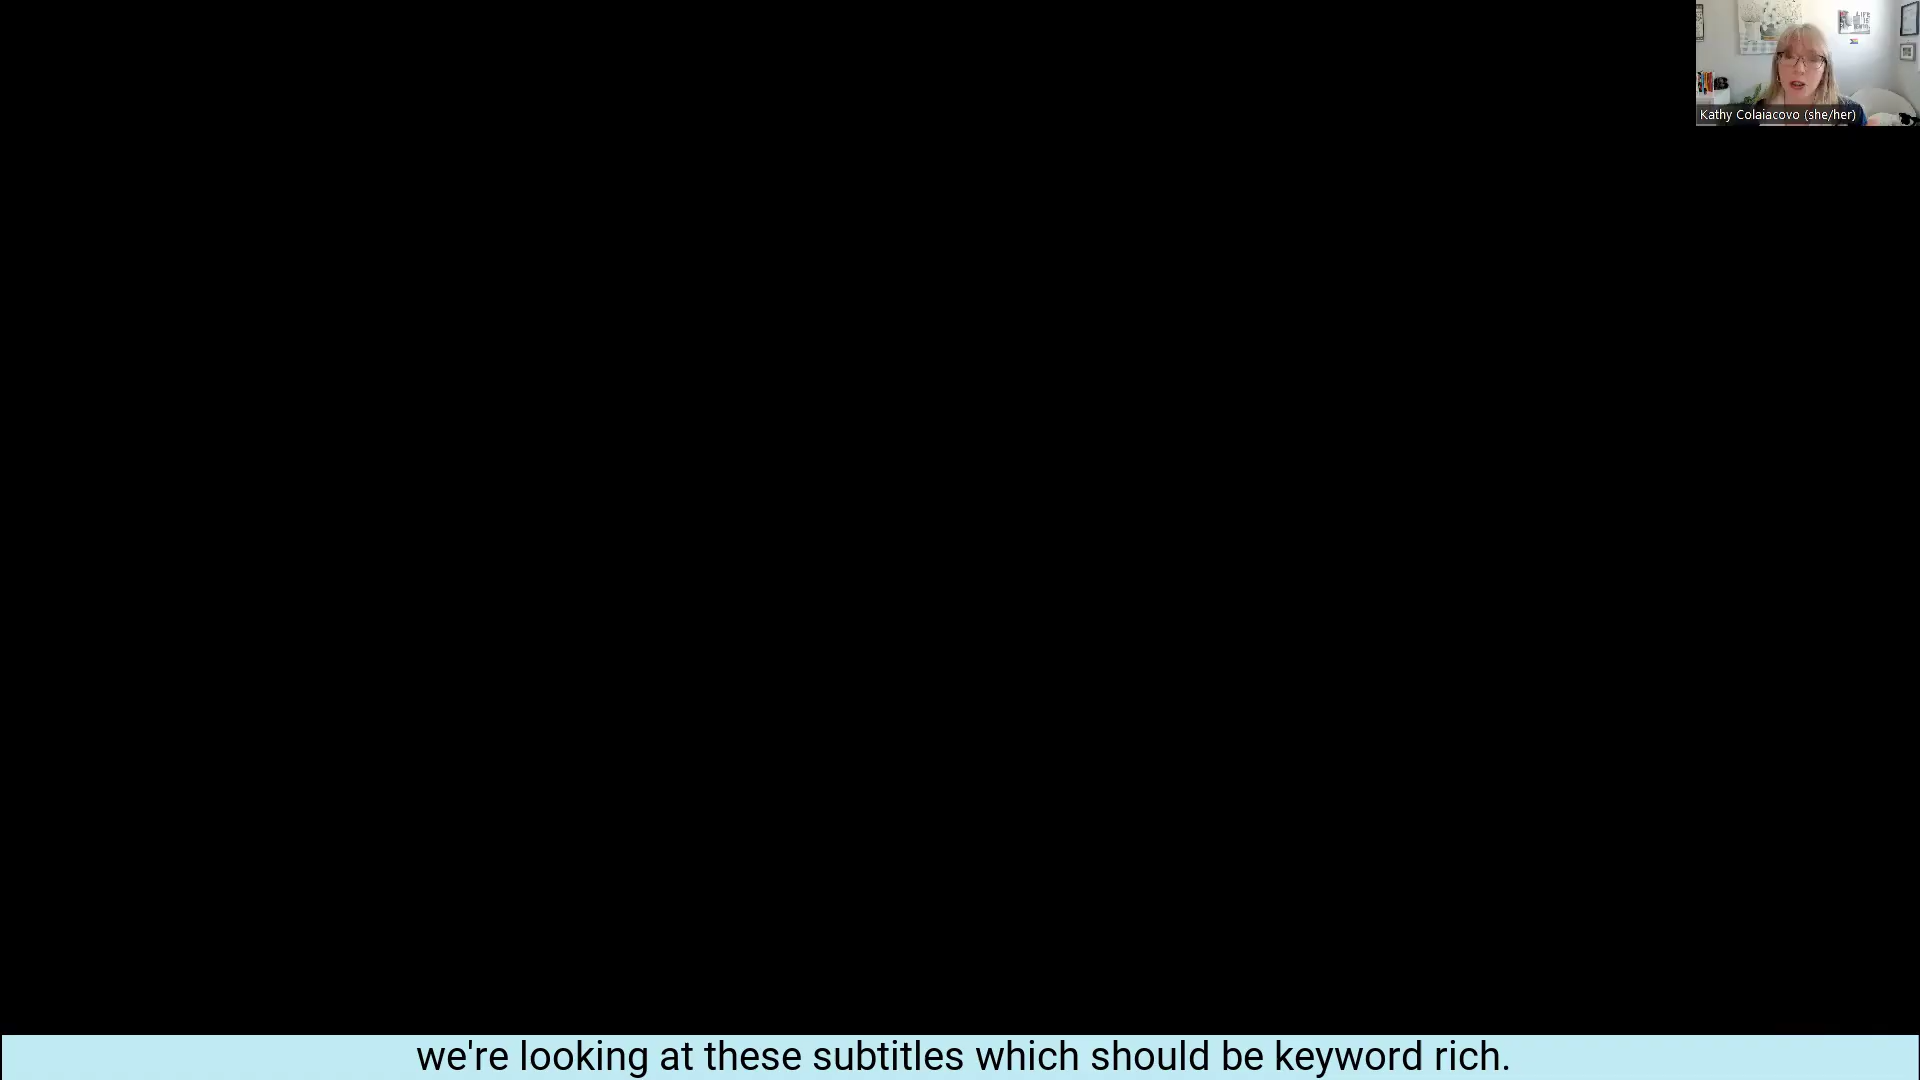 Kathy Colaiacovo (she/her)
we're looking at these subtitles which should be keyword rich.